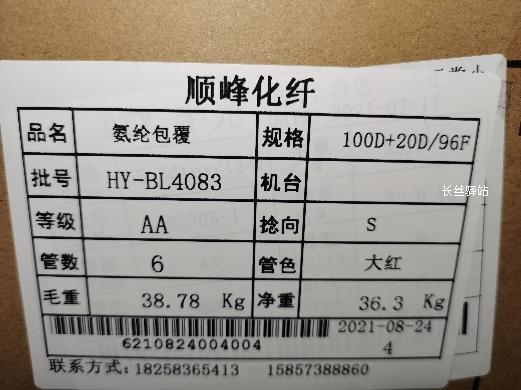 顺峰化纤
品名 氨纶包覆 规格 100D+20D/96F
批号 HY-BL4083 机台
等级 AA 捻向 S
管数 6 管色 大红
毛重 38.78 Kg 净重 36.3 Kg
2021-08-24
6210824004004 4
联系方式: 18258365413 15857388860
长丝驿站
2021-07-17